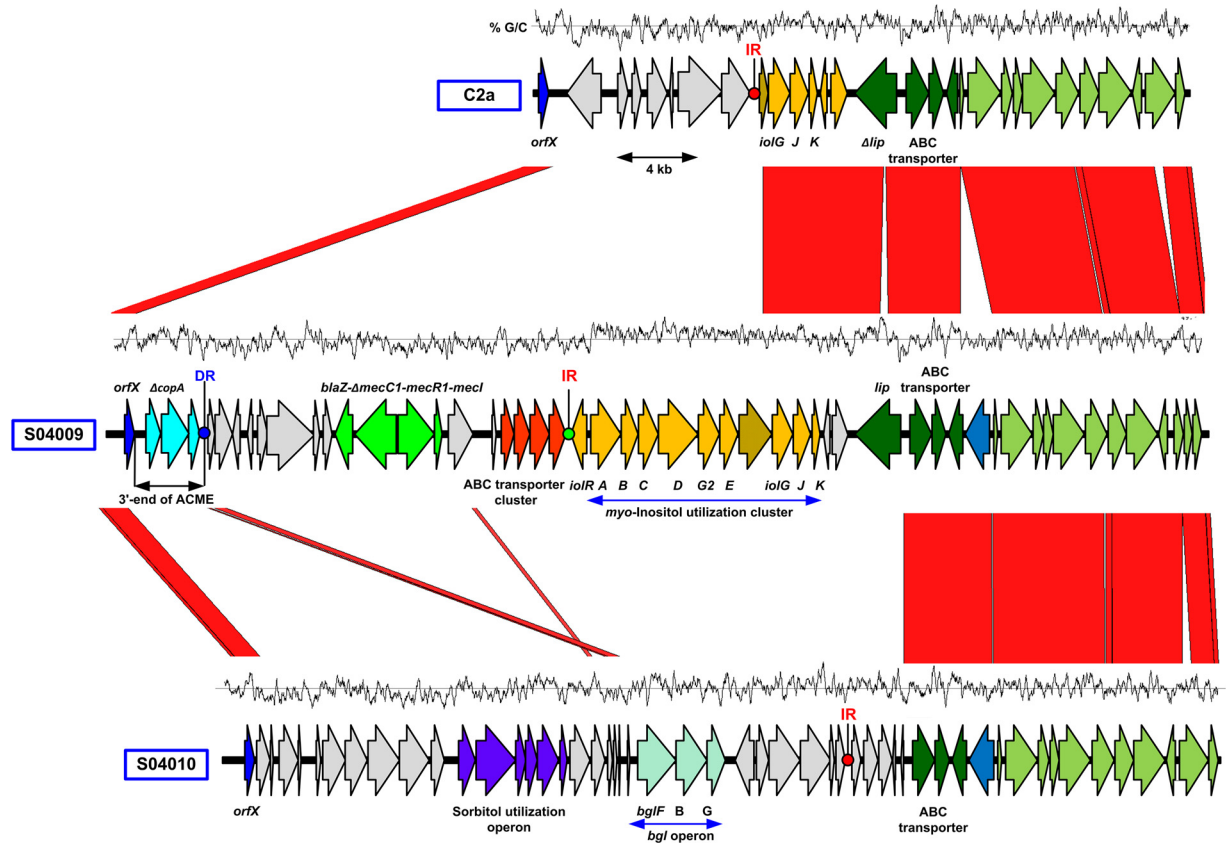 % G/C
IR
C2a
orfX
iolG J K
Δlip
ABC
transporter
4 kb
orfX
ΔcopA
DR
blaZ-ΔmecC1-mecR1-mecI
IR
lip
ABC
transporter
S04009
3'-end of ACME
ABC transporter
cluster
iolR A B C D G2 E iolG J K
myo-Inositol utilization cluster
IR
S04010
orfX
Sorbitol utilization
operon
bglF B G
bgl operon
ABC
transporter